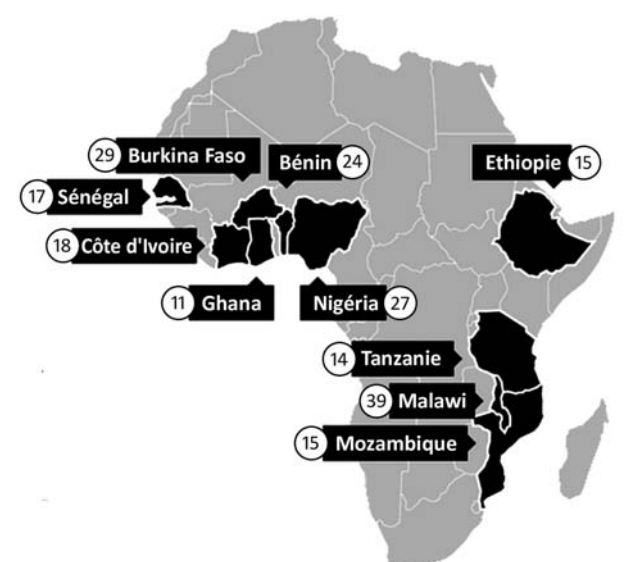 29 Burkina Faso
Bénin 24
Ethiopie 15
17 Sénégal
18 Côte d'Ivoire
11 Ghana
Nigéria 27
14 Tanzanie
39 Malawi
15 Mozambique